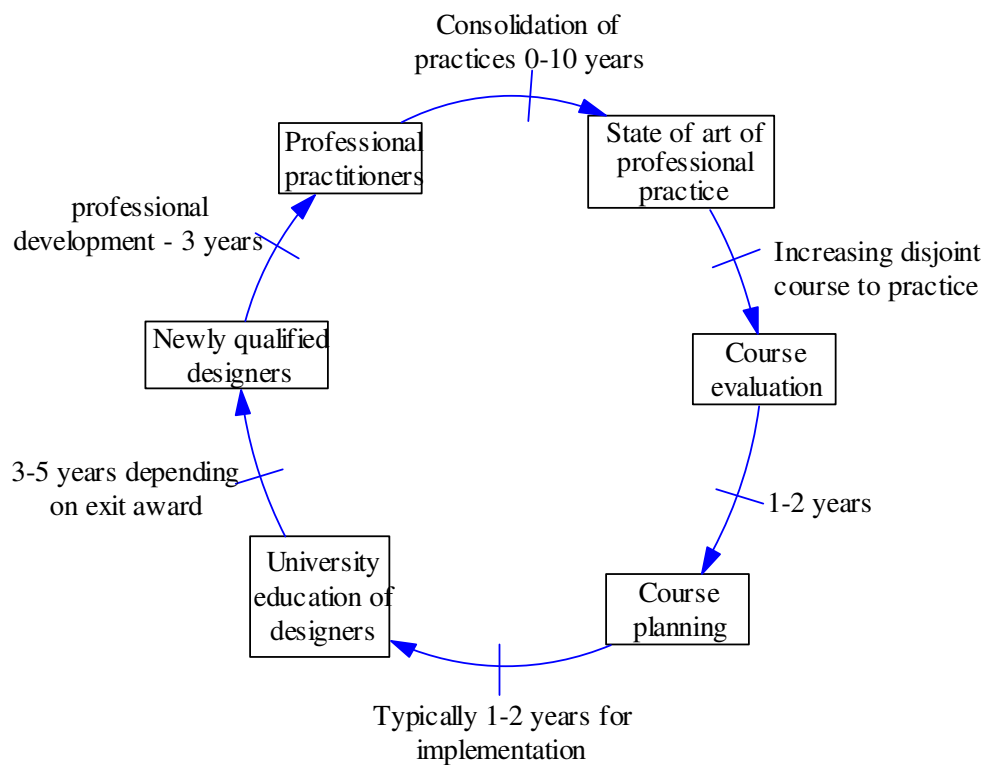 Consolidation of
practices 0-10 years
Professional
practitioners
State of art of
professional
practice
professional
development - 3 years
Increasing disjoint
course to practice
Newly qualified
designers
Course
evaluation
3-5 years depending
on exit award
1-2 years
University
education of
designers
Course
planning
Typically 1-2 years for
implementation